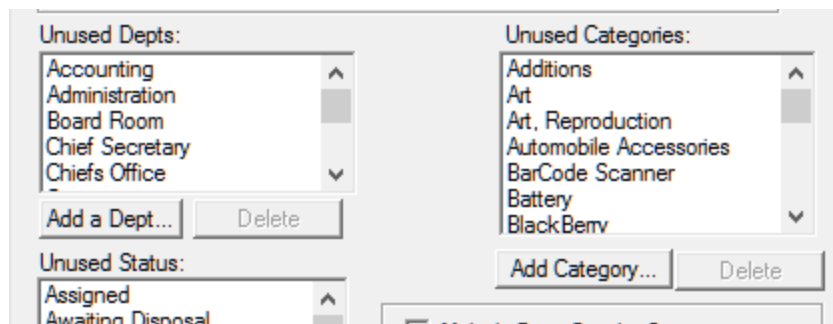 Unused Depts:
Accounting
Administration
Board Room
Chief Secretary
Chiefs Office
Add a Dept...
Delete
Unused Categories:
Additions
Art
Art, Reproduction
Automobile Accessories
BarCode Scanner
Battery
BlackBerry
Add Category...
Delete
Unused Status:
Assigned
Awaiting Disposal